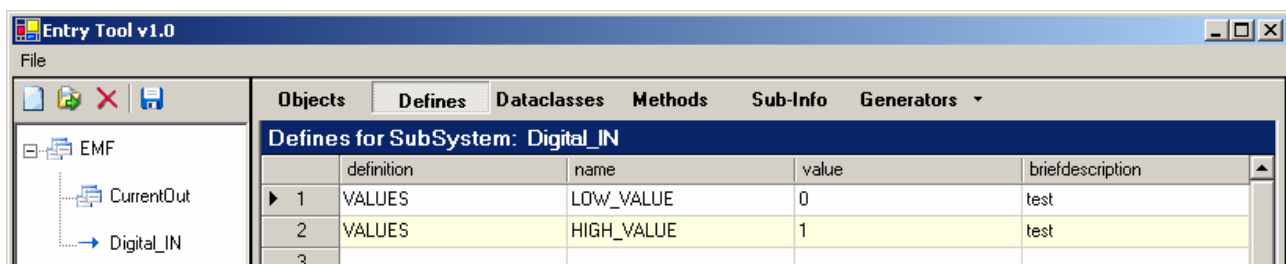 Entry Tool v1.0
File
Objects Defines Dataclasses Methods Sub-Info Generators
EMF
CurrentOut
Digital_IN
Defines for SubSystem: Digital_IN
definition name value briefdescription
1 VALUES LOW_VALUE 0 test
2 VALUES HIGH_VALUE 1 test
3